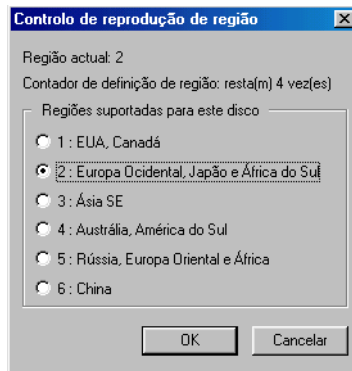 Controlo de reprodução de região
Região actual: 2
Contador de definição de região: resta(m) 4 vez(es)
Regiões suportadas para este disco
1 : EUA, Canadá
2 : Europa Ocidental, Japão e África do Sul
3 : Ásia SE
4 : Austrália, América do Sul
5 : Rússia, Europa Oriental e África
6 : China
OK Cancelar